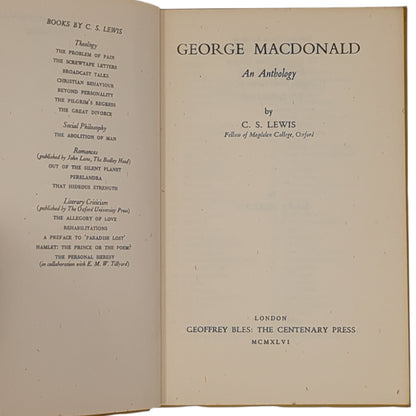 BOOKS BY C. S. LEWIS
Theology
THE PROBLEM OF PAIN
THE SCREWTAPE LETTERS
BROADCAST TALKS
CHRISTIAN BEHAVIOUR
BEYOND PERSONALITY
THE PILGRIM'S REGRESS
THE GREAT DIVORCE
Social Philosophy
THE ABOLITION OF MAN
Romances
(published by John Lane, The Bodley Head)
OUT OF THE SILENT PLANET
PERELANDRA
THAT HIDEOUS STRENGTH
Literary Criticism
(published by The Oxford University Press)
THE ALLEGORY OF LOVE
REHABILITATIONS
A PREFACE TO 'PARADISE LOST'
HAMLET: THE PRINCE OR THE POEM?
THE PERSONAL HERESY
(in collaboration with E. M. W. Tillyard)
GEORGE MACDONALD
An Anthology
by
C. S. LEWIS
Fellow of Magdalen College, Oxford
LONDON
GEOFFREY BLES: THE CENTENARY PRESS
MCMXLVI